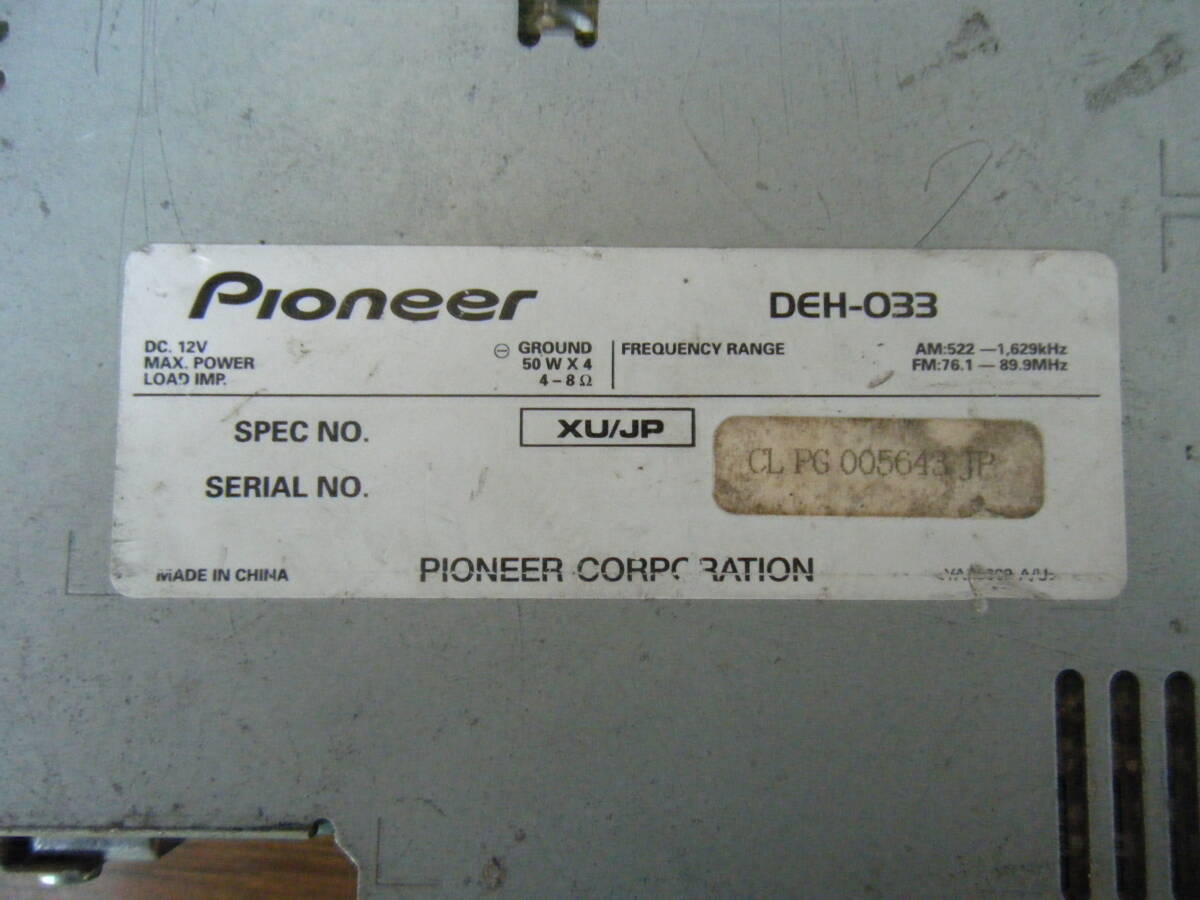 Pioneer DEH-033
DC. 12V ⊖ GROUND FREQUENCY RANGE AM:522 — 1,629kHz
MAX. POWER 50 W X 4 FM:76.1 — 89.9MHz
LOAD IMP. 4 – 8 Ω
SPEC NO. XU/JP
CL PG 005643 JP
SERIAL NO.
MADE IN CHINA PIONEER CORPORATION